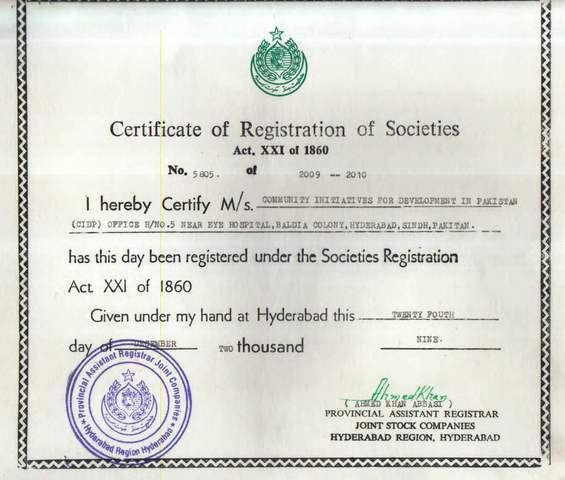 Certificate of Registration of Societies
Act. XXI of 1860
No. 5805. of 2009 -- 2010
I hereby Certify M/s. COMMUNITY INITIATIVES FOR DEVELOPMENT IN PAKISTAN
(CIDP) OFFICE H/NO.5 NEAR EYE HOSPITAL,BALDIA COLONY,HYDERABAD,SINDH,PAKITAN.
has this day been registered under the Societies Registration
Act. XXI of 1860
Given under my hand at Hyderabad this TWENTY FOUTH
day of DECEMBER TWO thousand NINE.
Provincial Assistant Registrar Joint Companies
Hyderabad Region Hyderabad
Ahmed Khan
( AHMED KHAN ABBASI )
PROVINCIAL ASSISTANT REGISTRAR
JOINT STOCK COMPANIES
HYDERABAD REGION, HYDERABAD